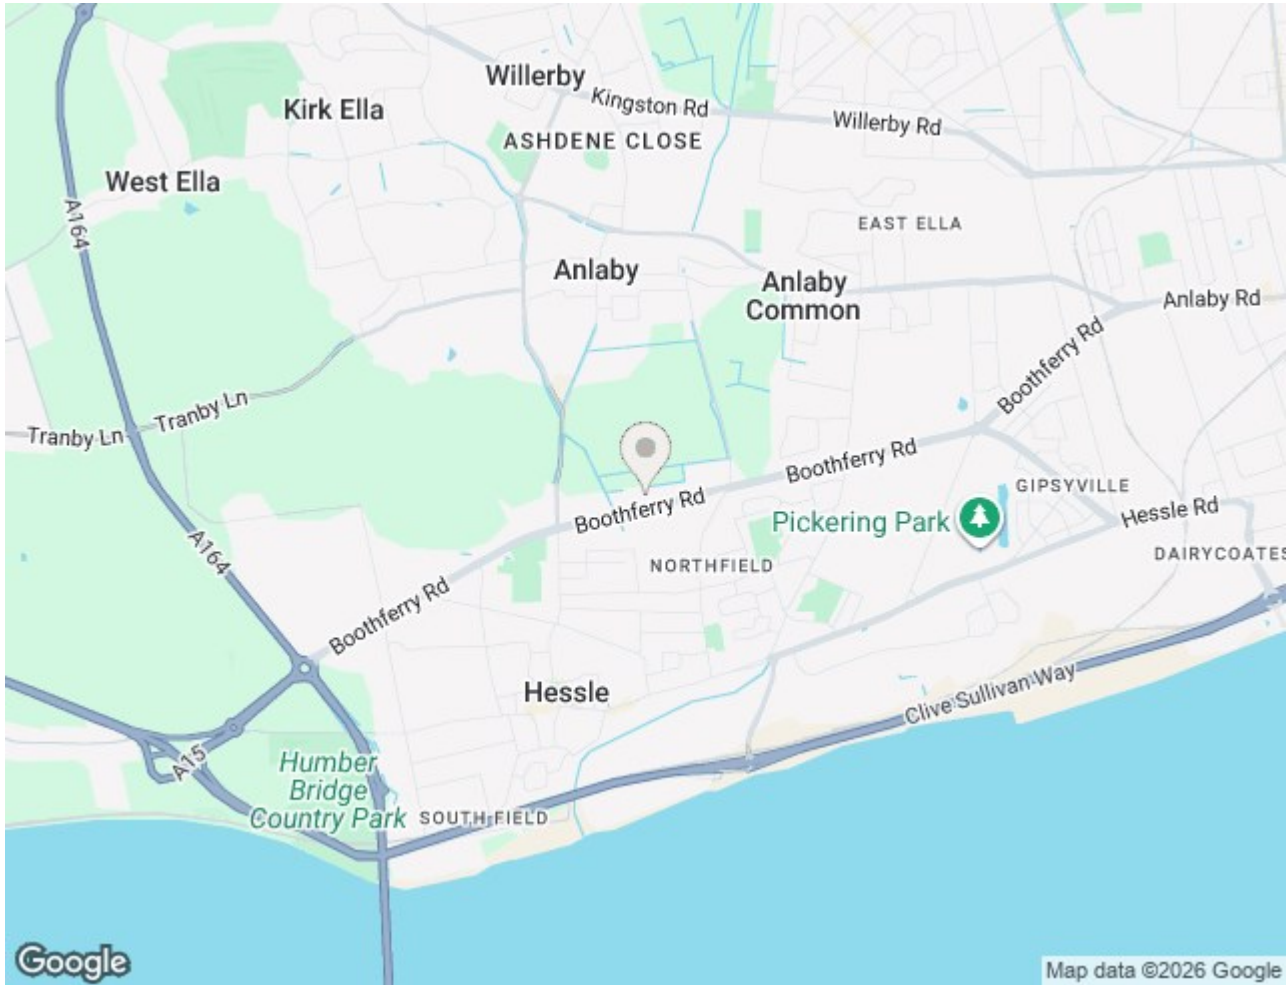 Willerby
Kingston Rd
Kirk Ella
Willerby Rd
ASHDENE CLOSE
West Ella
A164
EAST ELLA
Anlaby
Anlaby
Common
Anlaby Rd
Boothferry Rd
Tranby Ln
Tranby Ln
Boothferry Rd
GIPSYVILLE
Boothferry Rd
Pickering Park
Hessle Rd
A164
DAIRYCOATES
NORTHFIELD
Boothferry Rd
Hessle
Clive Sullivan Way
A15
Humber
Bridge
Country Park
SOUTH FIELD
Google
Map data ©2026 Google